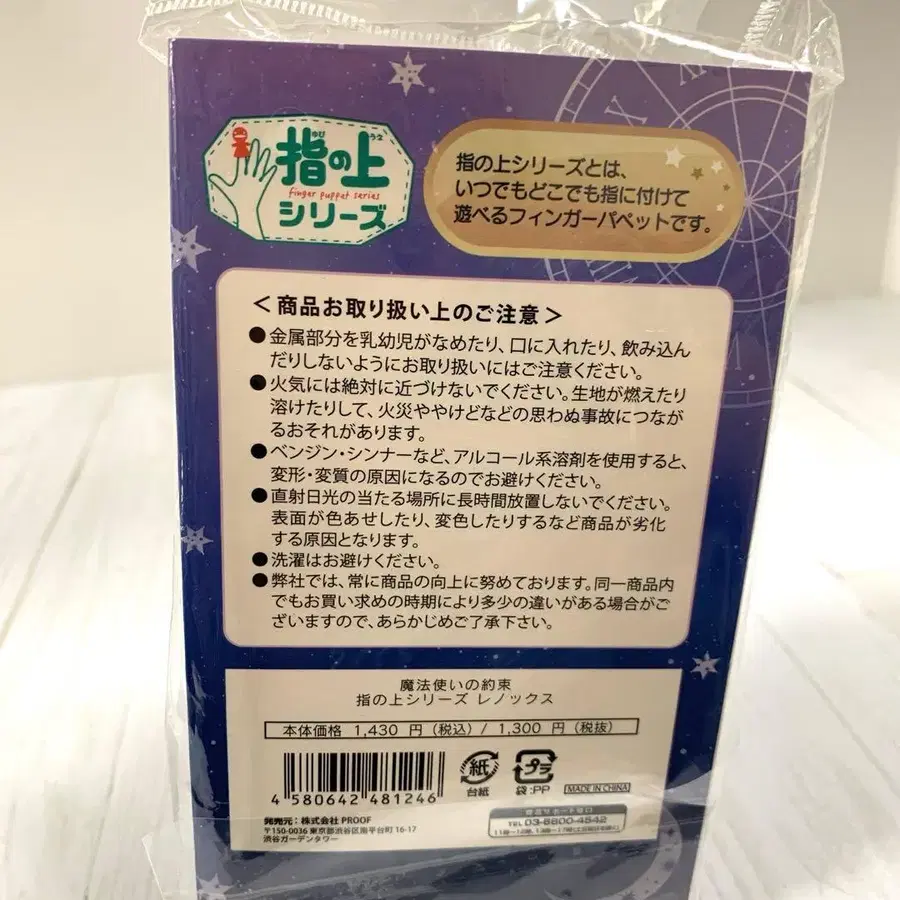 指の上
ゆび うえ
finger puppet series
シリーズ
指の上シリーズとは、
いつでもどこでも指に付けて
遊べるフィンガーパペットです。
＜商品お取り扱い上のご注意＞
●金属部分を乳幼児がなめたり、口に入れたり、飲み込ん
だりしないようにお取り扱いにはご注意ください。
●火気には絶対に近づけないでください。生地が燃えたり
溶けたりして、火災ややけどなどの思わぬ事故につなが
るおそれがあります。
●ベンジン・シンナーなど、アルコール系溶剤を使用すると、
変形・変質の原因になるのでお避けください。
●直射日光の当たる場所に長時間放置しないでください。
表面が色あせしたり、変色したりするなど商品が劣化
する原因となります。
●洗濯はお避けください。
●弊社では、常に商品の向上に努めております。同一商品内
でもお買い求めの時期により多少の違いがある場合がご
ざいますので、あらかじめご了承下さい。
魔法使いの約束
指の上シリーズ レノックス
本体価格 1,430 円（税込）/ 1,300 円（税抜）
4 580642 481246
紙
台紙
プラ
袋:PP
MADE IN CHINA
発売元：株式会社 PROOF
〒150-0036 東京都渋谷区南平台町 16-17
渋谷ガーデンタワー
商品サポート窓口
TEL 03-6800-4542